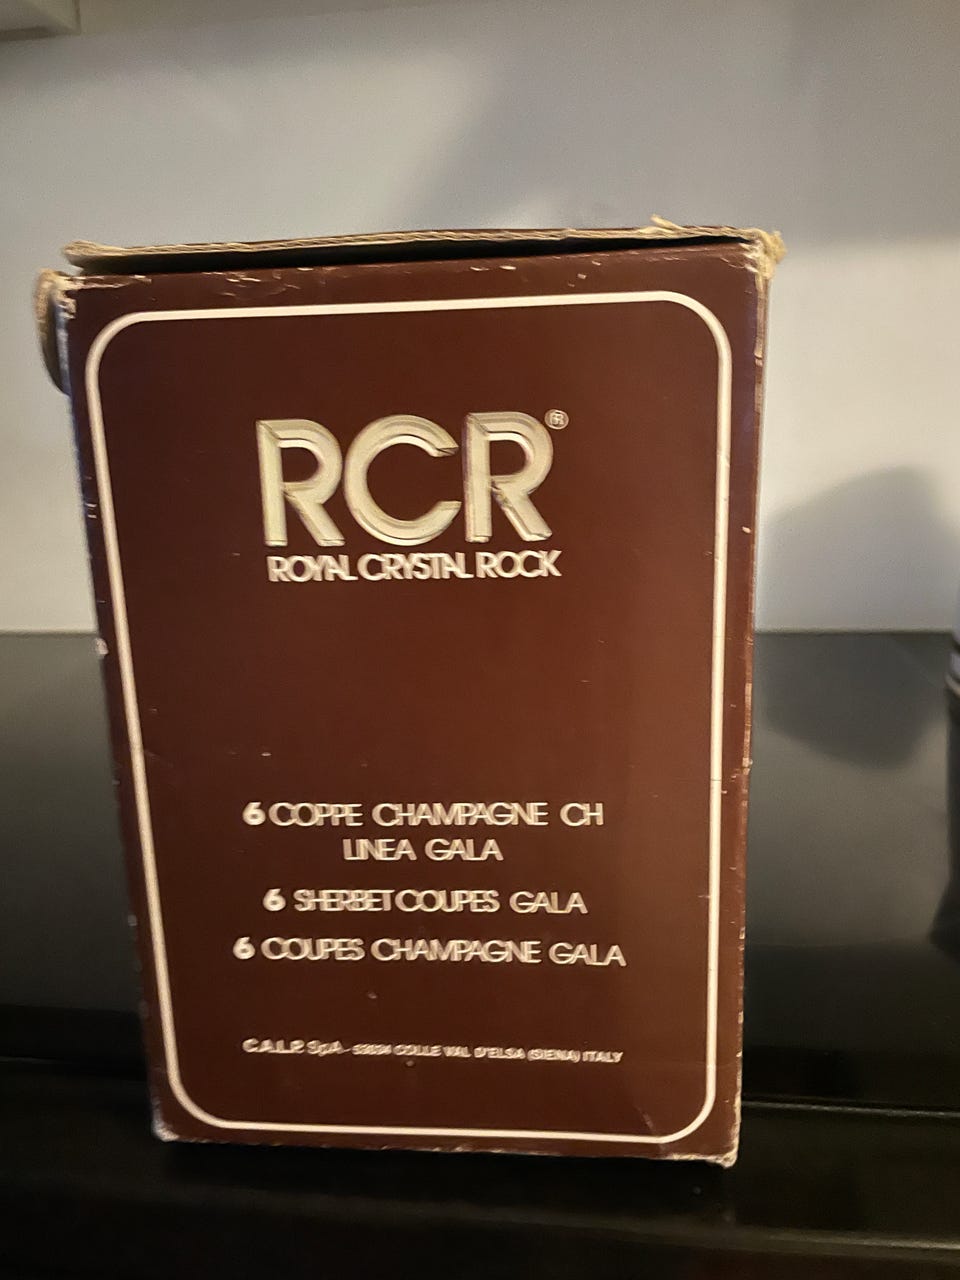 RCR®
ROYAL CRYSTAL ROCK
6 COPPE CHAMPAGNE CH
LINEA GALA
6 SHERBET COUPES GALA
6 COUPES CHAMPAGNE GALA
C.A.L.P. SpA - 53034 COLLE VAL D'ELSA (SIENA) ITALY